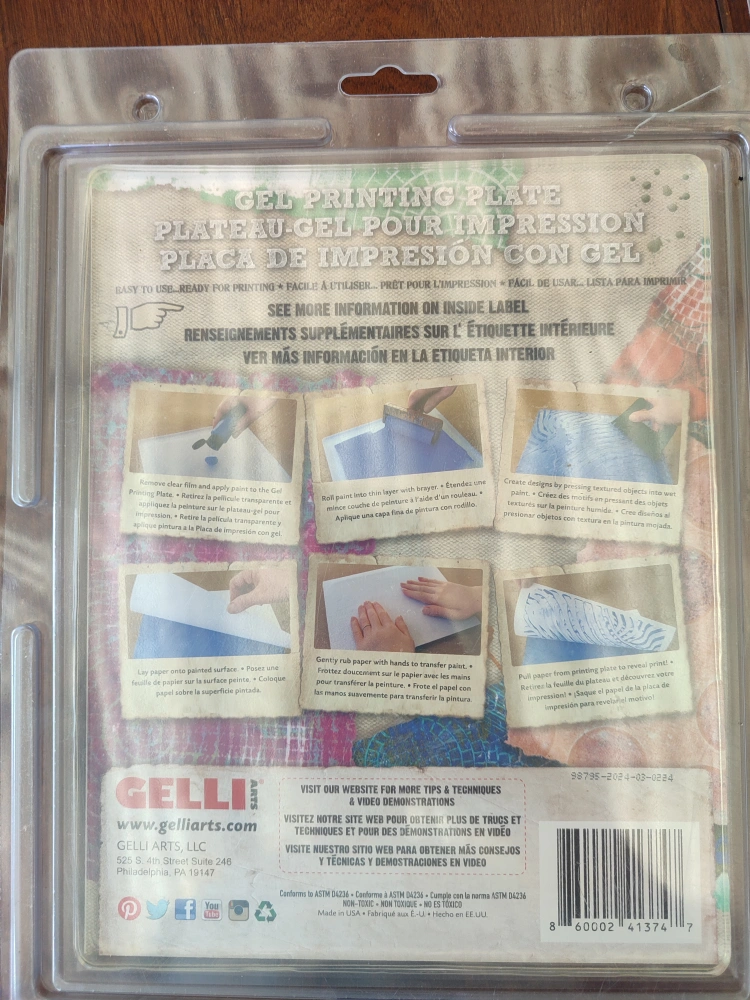 GEL PRINTING PLATE
PLATEAU-GEL POUR IMPRESSION
PLACA DE IMPRESIÓN CON GEL
EASY TO USE...READY FOR PRINTING ★ FACILE À UTILISER... PRÊT POUR L'IMPRESSION ★ FÁCIL DE USAR... LISTA PARA IMPRIMIR
SEE MORE INFORMATION ON INSIDE LABEL
RENSEIGNEMENTS SUPPLÉMENTAIRES SUR L' ÉTIQUETTE INTÉRIEURE
VER MÁS INFORMACIÓN EN LA ETIQUETA INTERIOR
Remove clear film and apply paint to the Gel
Printing Plate. • Retirez la pellicule transparente et
appliquez la peinture sur le plateau-gel pour
impression. • Retire la película transparente y
aplique pintura a la Placa de impresión con gel.
Roll paint into thin layer with brayer. • Étendez une
mince couche de peinture à l'aide d'un rouleau. •
Aplique una capa fina de pintura con rodillo.
Create designs by pressing textured objects into wet
paint. • Créez des motifs en pressant des objets
texturés sur la peinture humida. • Cree diseños al
presionar objetos con textura en la pintura mojada.
Lay paper onto painted surface. • Posez une
feuille de papier sur la surface peinte. • Coloque
papel sobre la superficie pintada.
Gently rub paper with hands to transfer paint. •
Frottez doucement sur le papier avec les mains
pour transférer la peinture. • Frote el papel con
las manos suavemente para transferir la pintura.
Pull paper from printing plate to reveal print! •
Retirez la feuille du plateau et découvrez votre
impression! • ¡Saque el papel de la placa de
impresión para revelar el motivo!
98795-2024-03-0224
GELLI ARTS®
www.gelliarts.com
GELLI ARTS, LLC
525 S. 4th Street Suite 246
Philadelphia, PA 19147
VISIT OUR WEBSITE FOR MORE TIPS & TECHNIQUES
& VIDEO DEMONSTRATIONS
VISITEZ NOTRE SITE WEB POUR OBTENIR PLUS DE TRUCS ET
TECHNIQUES ET POUR DES DÉMONSTRATIONS EN VIDÉO
VISITE NUESTRO SITIO WEB PARA OBTENER MÁS CONSEJOS
Y TÉCNICAS Y DEMOSTRACIONES EN VIDEO
Conforms to ASTM D4236 • Conforme à ASTM D4236 • Cumple con la norma ASTM D4236
NON-TOXIC • NON TOXIQUE • NO ES TÓXICO
Made in USA • Fabriqué aux É.-U. • Hecho en EE.UU.
You Tube
8 60002 41374 7